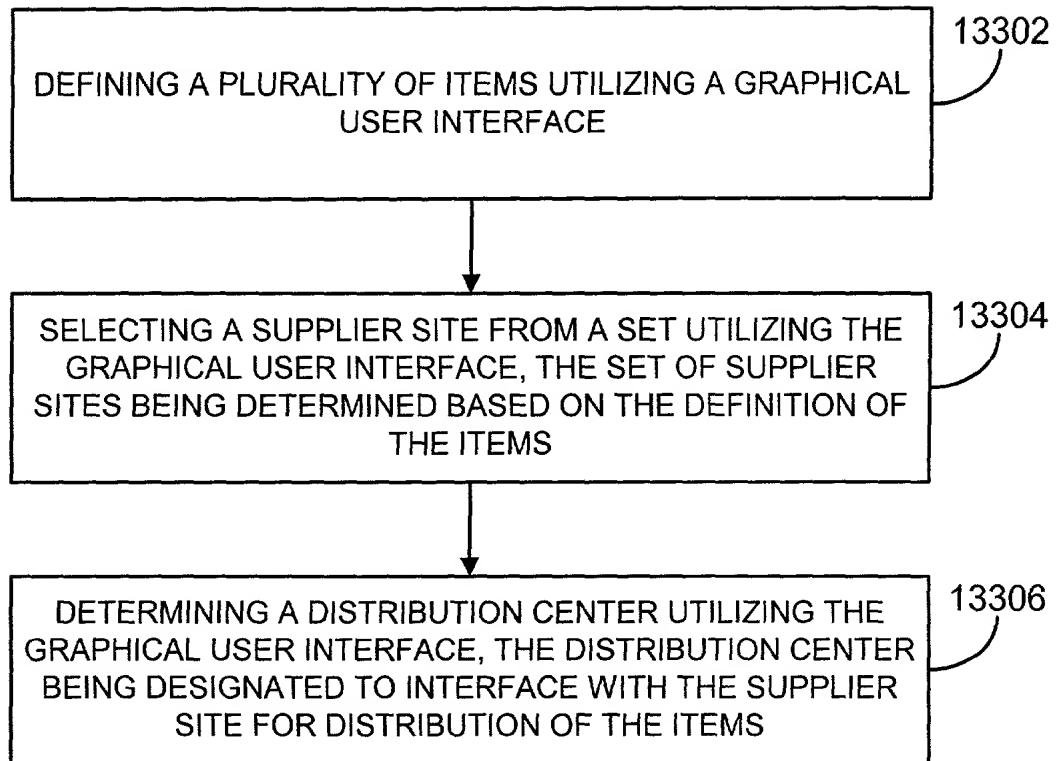 13302
DEFINING A PLURALITY OF ITEMS UTILIZING A GRAPHICAL
USER INTERFACE
13304
SELECTING A SUPPLIER SITE FROM A SET UTILIZING THE
GRAPHICAL USER INTERFACE, THE SET OF SUPPLIER
SITES BEING DETERMINED BASED ON THE DEFINITION OF
THE ITEMS
13306
DETERMINING A DISTRIBUTION CENTER UTILIZING THE
GRAPHICAL USER INTERFACE, THE DISTRIBUTION CENTER
BEING DESIGNATED TO INTERFACE WITH THE SUPPLIER
SITE FOR DISTRIBUTION OF THE ITEMS